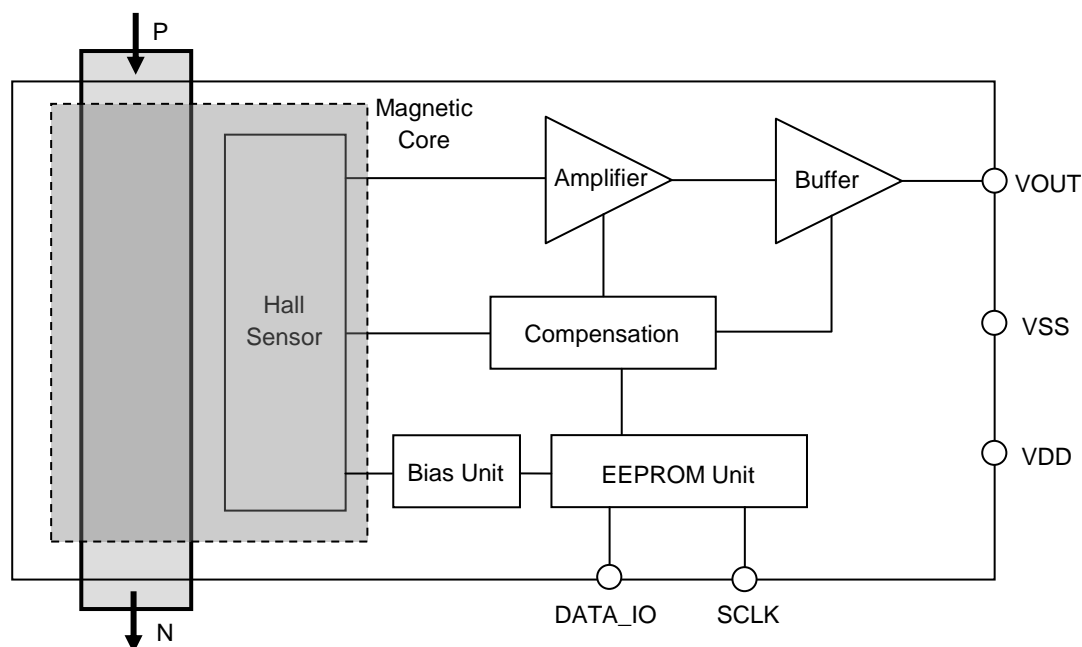 P
Magnetic
Core
Amplifier
Buffer
VOUT
Hall
Sensor
Compensation
VSS
Bias Unit
EEPROM Unit
VDD
DATA_IO
SCLK
N